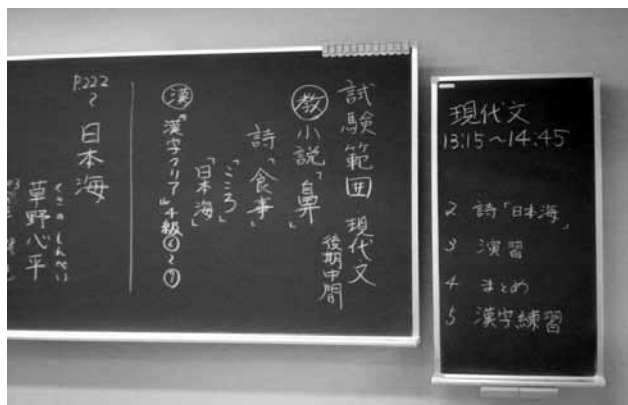 試験範囲 現代文
後期中間
教 小説「鼻」
詩「食事」
「こころ」
「日本海」
漢 『漢字クリア』4級④〜⑦
P.222〜 日本海
くさの しんぺい
草野心平
現代文
13:15〜14:45
2 詩「日本海」
3 演習
4 まとめ
5 漢字練習